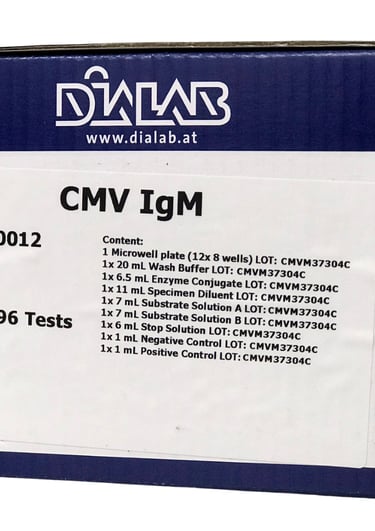 DIALAB
www.dialab.at
CMV IgM
0012
96 Tests
Content:
1 Microwell plate (12x 8 wells) LOT: CMVM37304C
1x 20 mL Wash Buffer LOT: CMVM37304C
1x 6.5 mL Enzyme Conjugate LOT: CMVM37304C
1x 11 mL Specimen Diluent LOT: CMVM37304C
1x 7 mL Substrate Solution A LOT: CMVM37304C
1x 7 mL Substrate Solution B LOT: CMVM37304C
1x 6 mL Stop Solution LOT: CMVM37304C
1x 1 mL Negative Control LOT: CMVM37304C
1x 1 mL Positive Control LOT: CMVM37304C